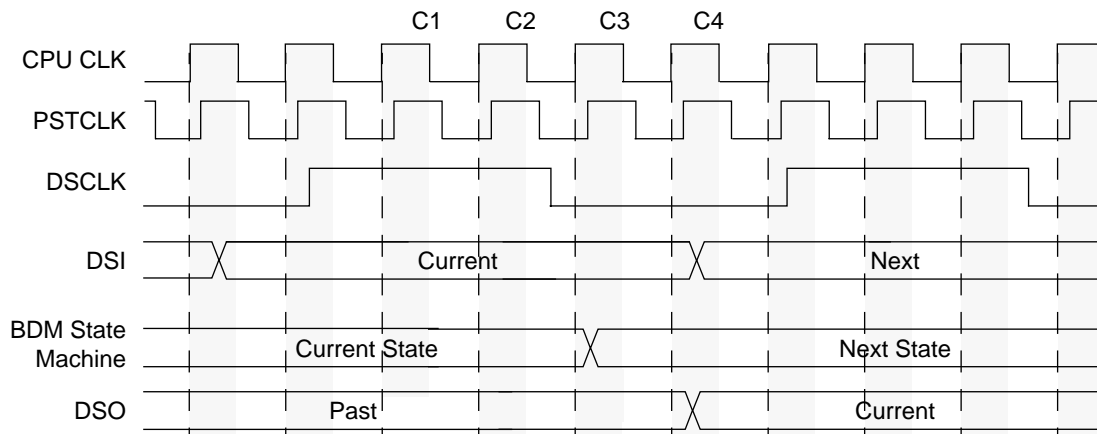 C1 C2 C3 C4
CPU CLK
PSTCLK
DSCLK
DSI Current Next
BDM State
Machine Current State Next State
DSO Past Current